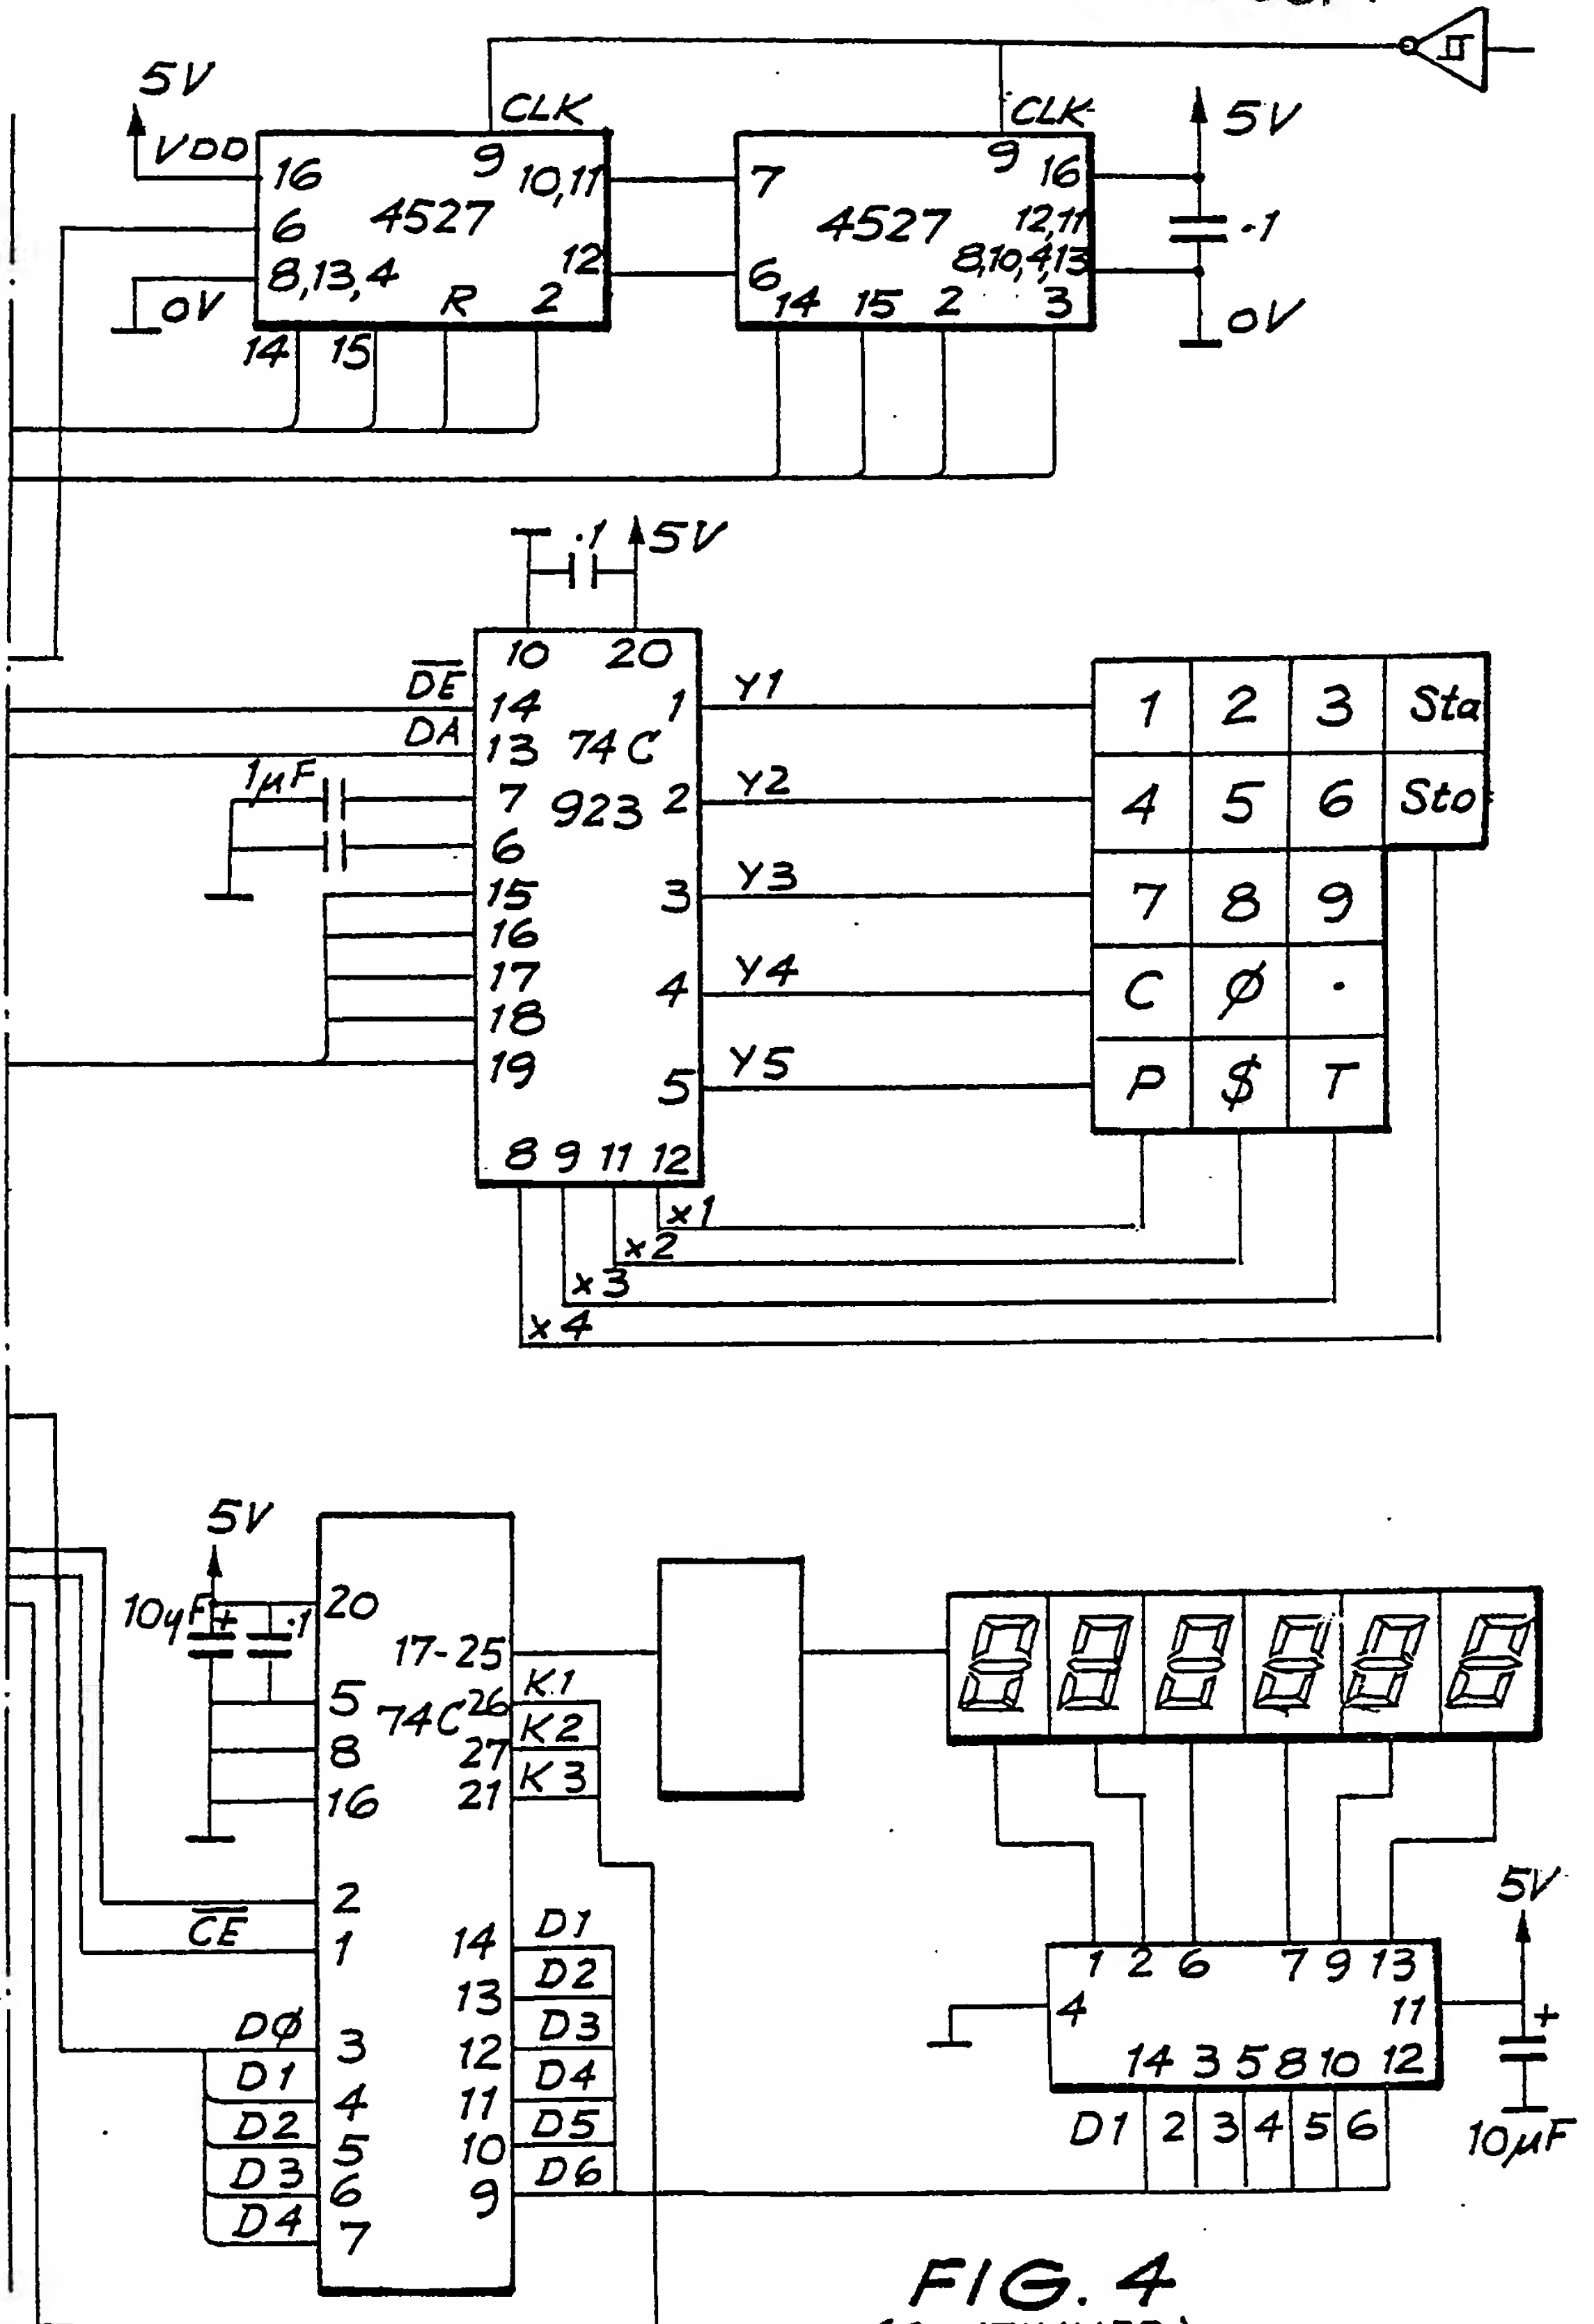 5V
CLK
CLK
5V
VDD
16
9
10,11
7
9
16
6
4527
4527
12,11
.1
8,13,4
12
6
8,10,4,13
0V
R
2
14
15
2
3
0V
14
15
.1
5V
10
20
DE
14
1
Y1
1
2
3
Sta
DA
13
74C
1µF
7
923
2
Y2
4
5
6
Sto
6
15
3
Y3
7
8
9
16
17
4
Y4
C
Ø
.
18
19
5
Y5
P
$
T
8
9
11
12
x1
x2
x3
x4
5V
10µF
+
.1
20
17-25
5
74C
26
K1
8
27
K2
16
21
K3
2
CE
1
14
D1
13
D2
DØ
3
12
D3
D1
4
11
D4
D2
5
10
D5
D3
6
9
D6
D4
7
5V
1
2
6
7
9
13
4
11
+
14
3
5
8
10
12
D1
2
3
4
5
6
10µF
FIG. 4